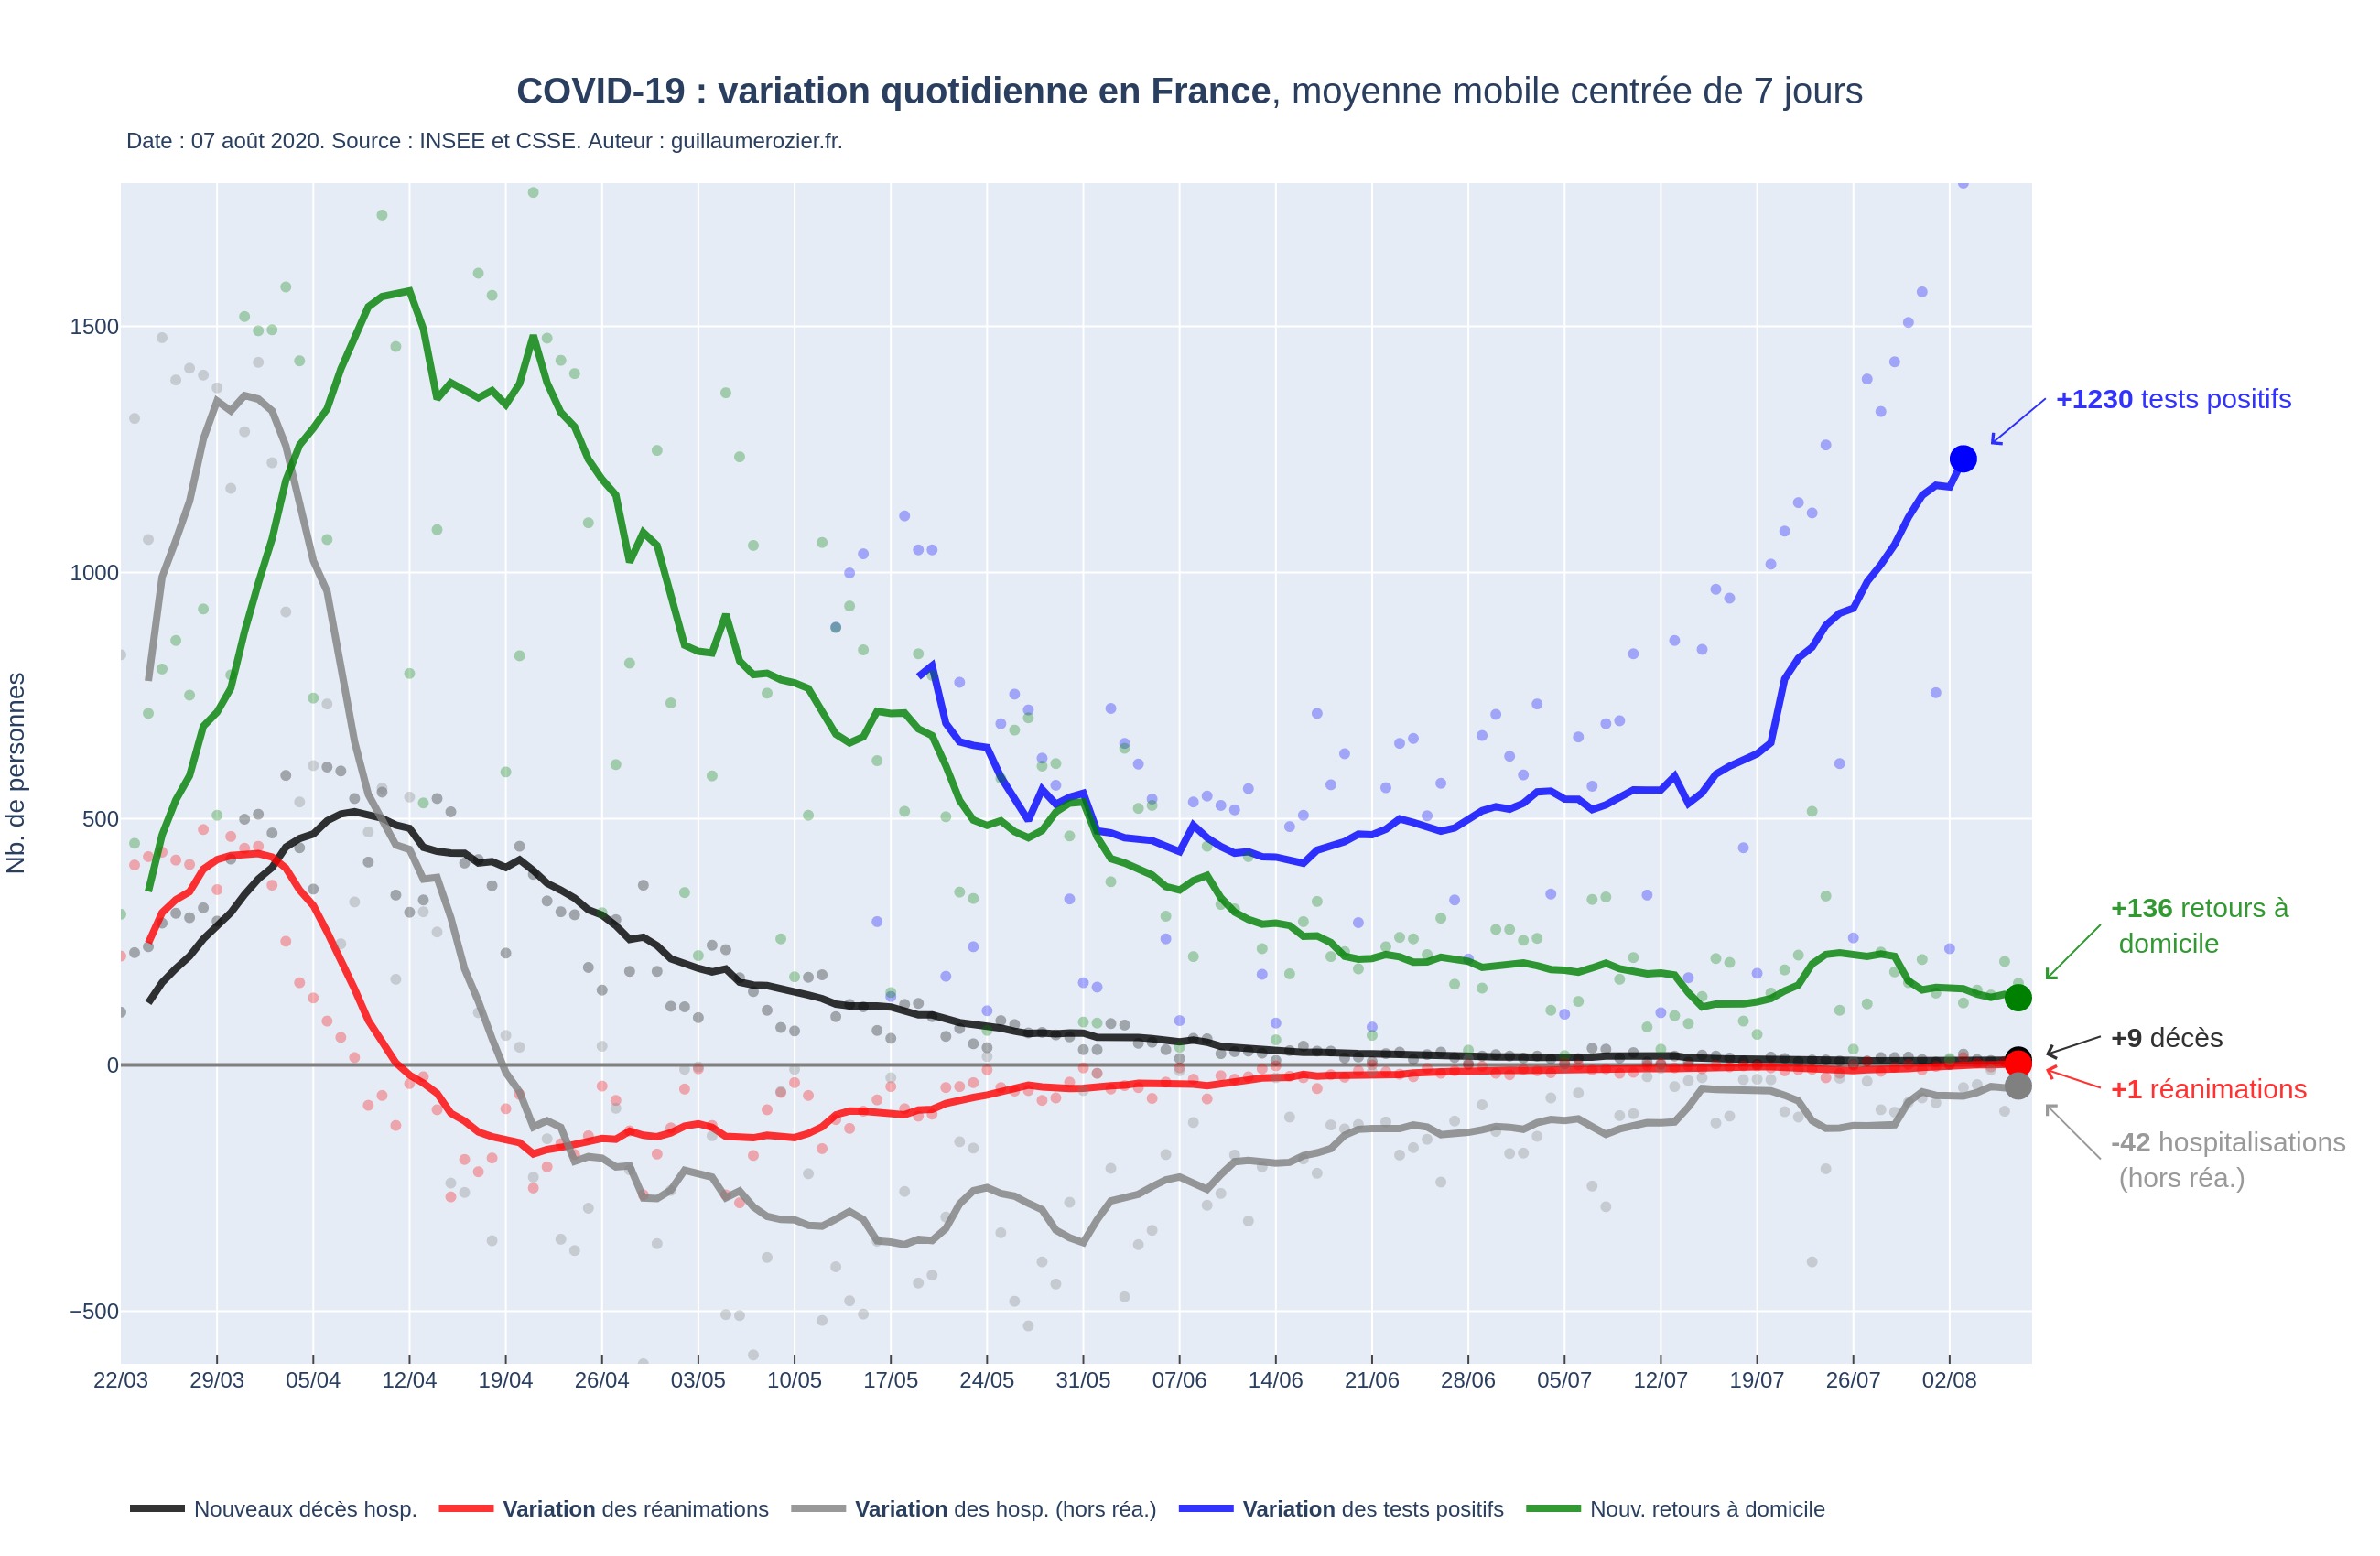 COVID-19 : variation quotidienne en France, moyenne mobile centrée de 7 jours
Date : 07 août 2020. Source : INSEE et CSSE. Auteur : guillaumerozier.fr.
Nb. de personnes
1500
1000
500
0
−500
22/03 29/03 05/04 12/04 19/04 26/04 03/05 10/05 17/05 24/05 31/05 07/06 14/06 21/06 28/06 05/07 12/07 19/07 26/07 02/08
+1230 tests positifs
+136 retours à
domicile
+9 décès
+1 réanimations
-42 hospitalisations
(hors réa.)
Nouveaux décès hosp. Variation des réanimations Variation des hosp. (hors réa.) Variation des tests positifs Nouv. retours à domicile